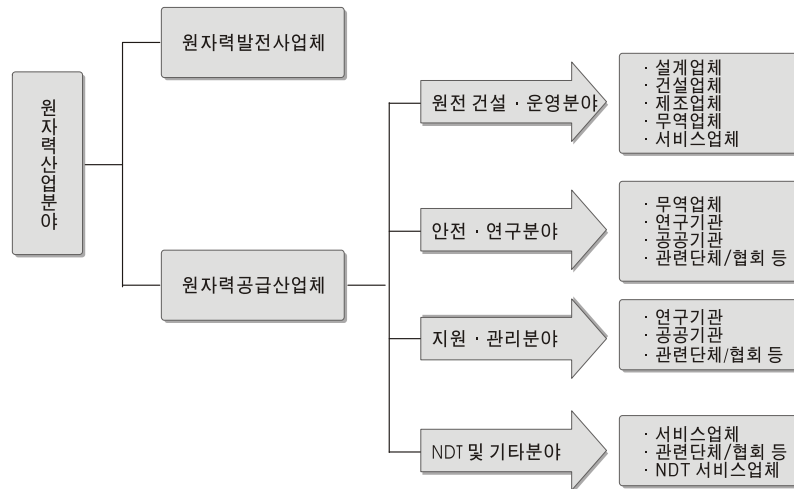 원자력산업분야
원자력발전사업체
원자력공급산업체
원전 건설 · 운영분야
· 설계업체
· 건설업체
· 제조업체
· 무역업체
· 서비스업체
안전 · 연구분야
· 무역업체
· 연구기관
· 공공기관
· 관련단체/협회 등
지원 · 관리분야
· 연구기관
· 공공기관
· 관련단체/협회 등
NDT 및 기타분야
· 서비스업체
· 관련단체/협회 등
· NDT 서비스업체